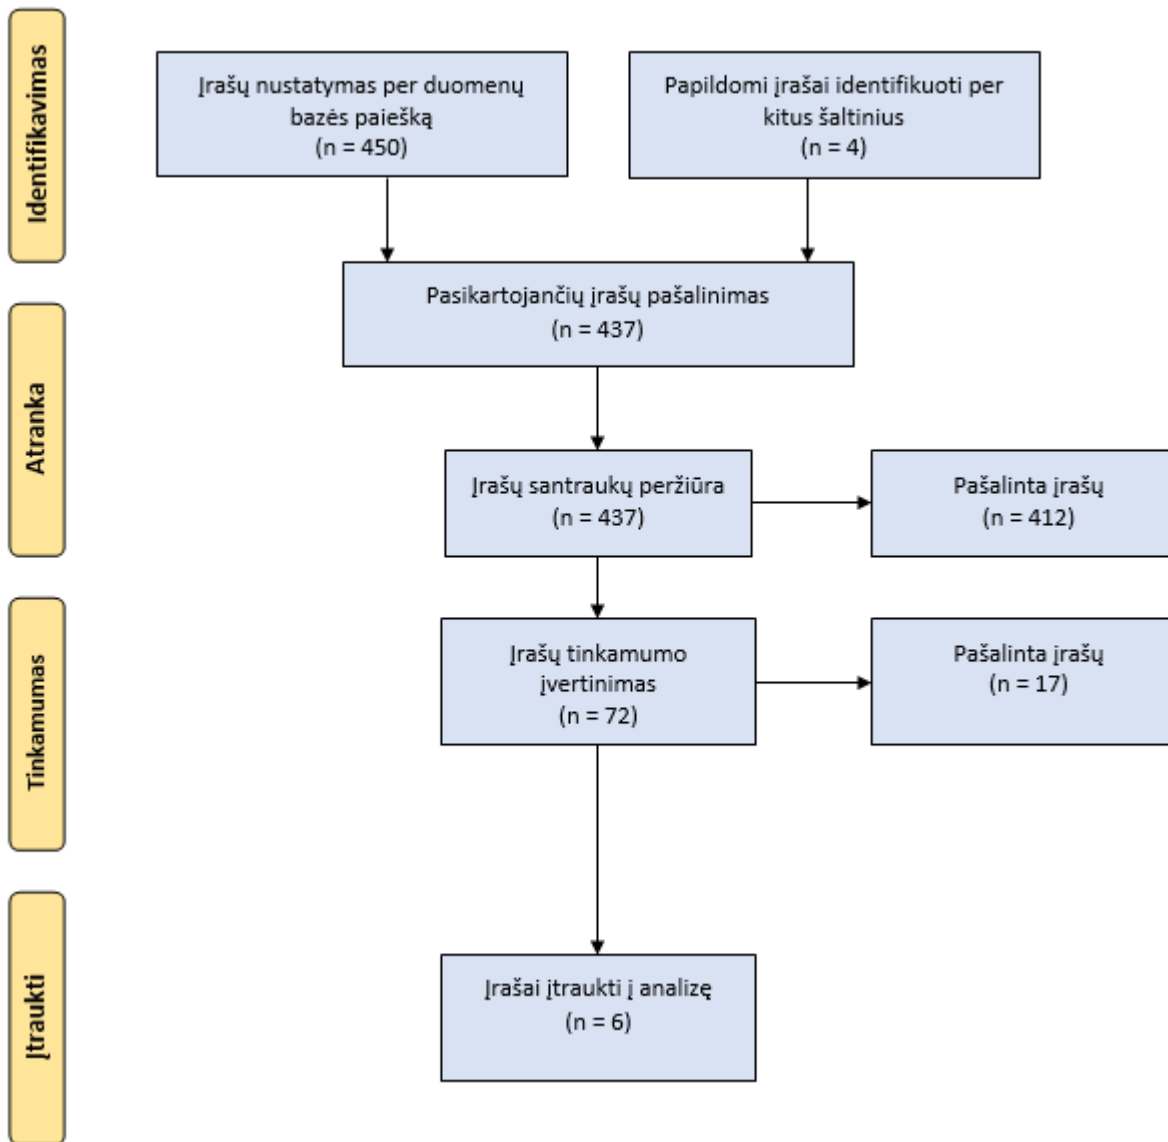 Identifikavimas
Įrašų nustatymas per duomenų
bazės paiešką
(n = 450)
Papildomi įrašai identifikuoti per
kitus šaltinius
(n = 4)
Pasikartojančių įrašų pašalinimas
(n = 437)
Atranka
Įrašų santraukų peržiūra
(n = 437)
Pašalinta įrašų
(n = 412)
Tinkamumas
Įrašų tinkamumo
įvertinimas
(n = 72)
Pašalinta įrašų
(n = 17)
Įtraukti
Įrašai įtraukti į analizę
(n = 6)